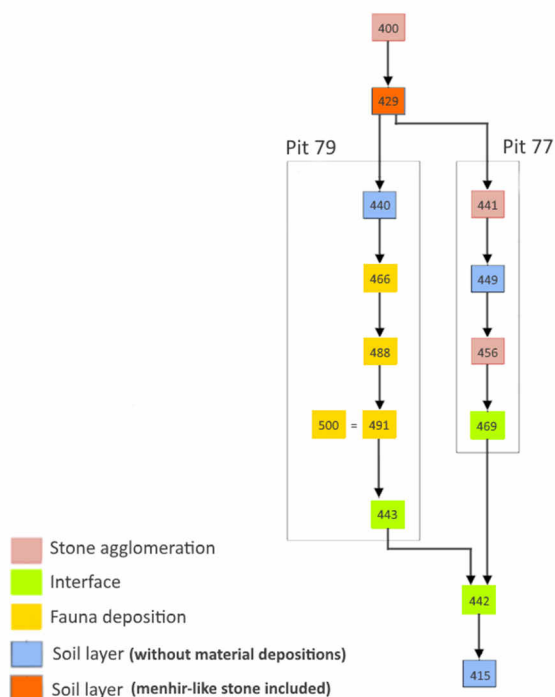 400
429
Pit 79
Pit 77
440
441
466
449
488
456
500 = 491
469
443
442
415
Stone agglomeration
Interface
Fauna deposition
Soil layer (without material depositions)
Soil layer (menhir-like stone included)